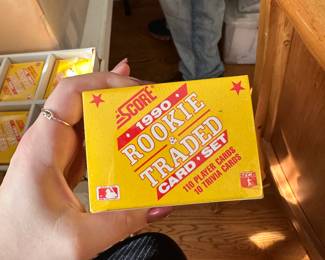 SCORE
1990
ROOKIE
&
TRADED
CARD • SET
110 PLAYER CARDS
10 TRIVIA CARDS